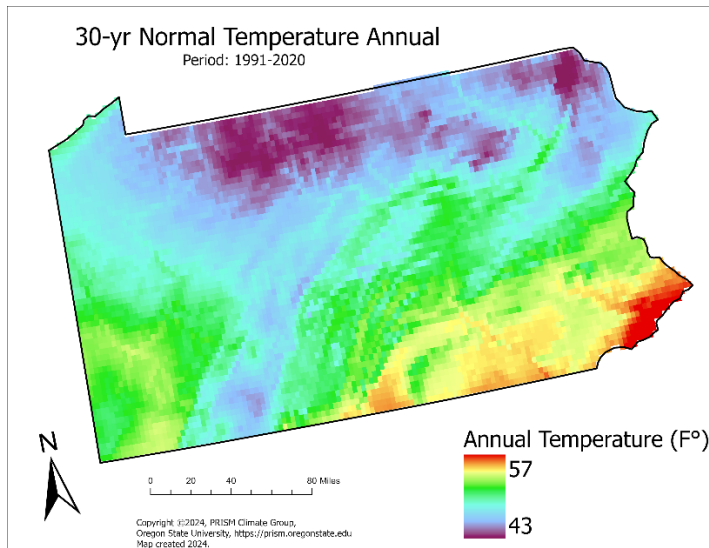 30-yr Normal Temperature Annual
Period: 1991-2020
N
0 20 40 80 Miles
Annual Temperature (F°)
57
43
Copyright ©2024, PRISM Climate Group,
Oregon State University, https://prism.oregonstate.edu
Map created 2024.